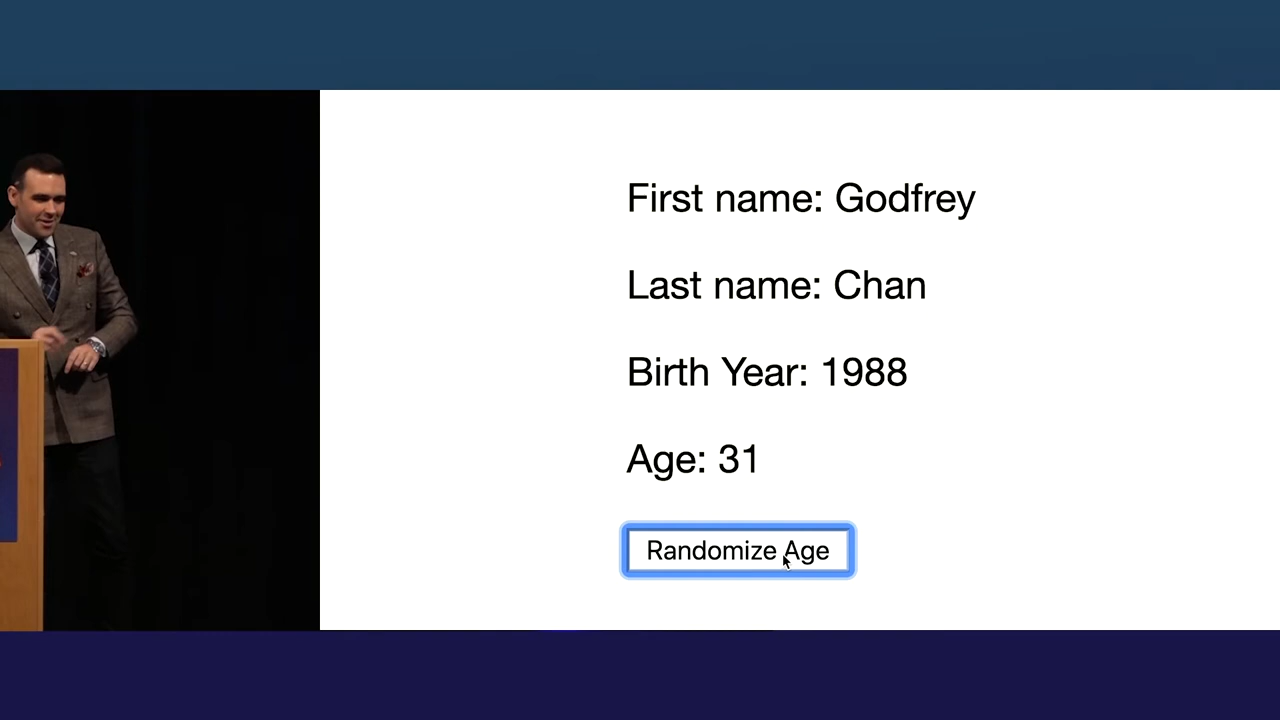 First name: Godfrey
Last name: Chan
Birth Year: 1988
Age: 31
Randomize Age